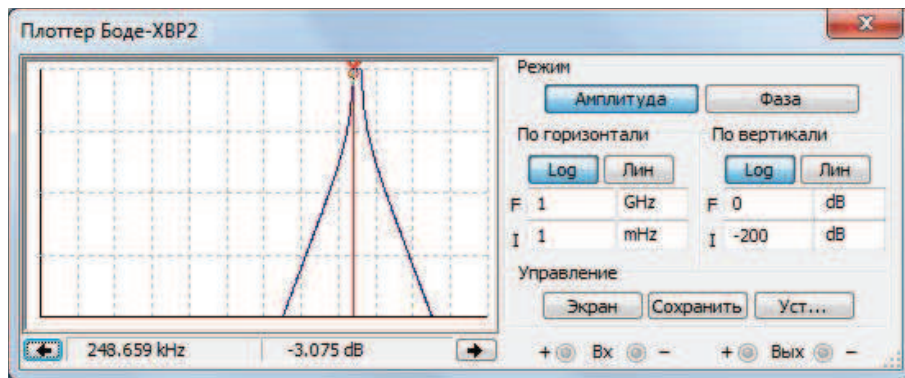 Плоттер Боде-XBP2
x
Режим
Амплитуда Фаза
По горизонтали По вертикали
Log Лин Log Лин
F 1 GHz F 0 dB
I 1 mHz I -200 dB
Управление
Экран Сохранить Уст...
248.659 kHz -3.075 dB
+ Вх - + Вых -